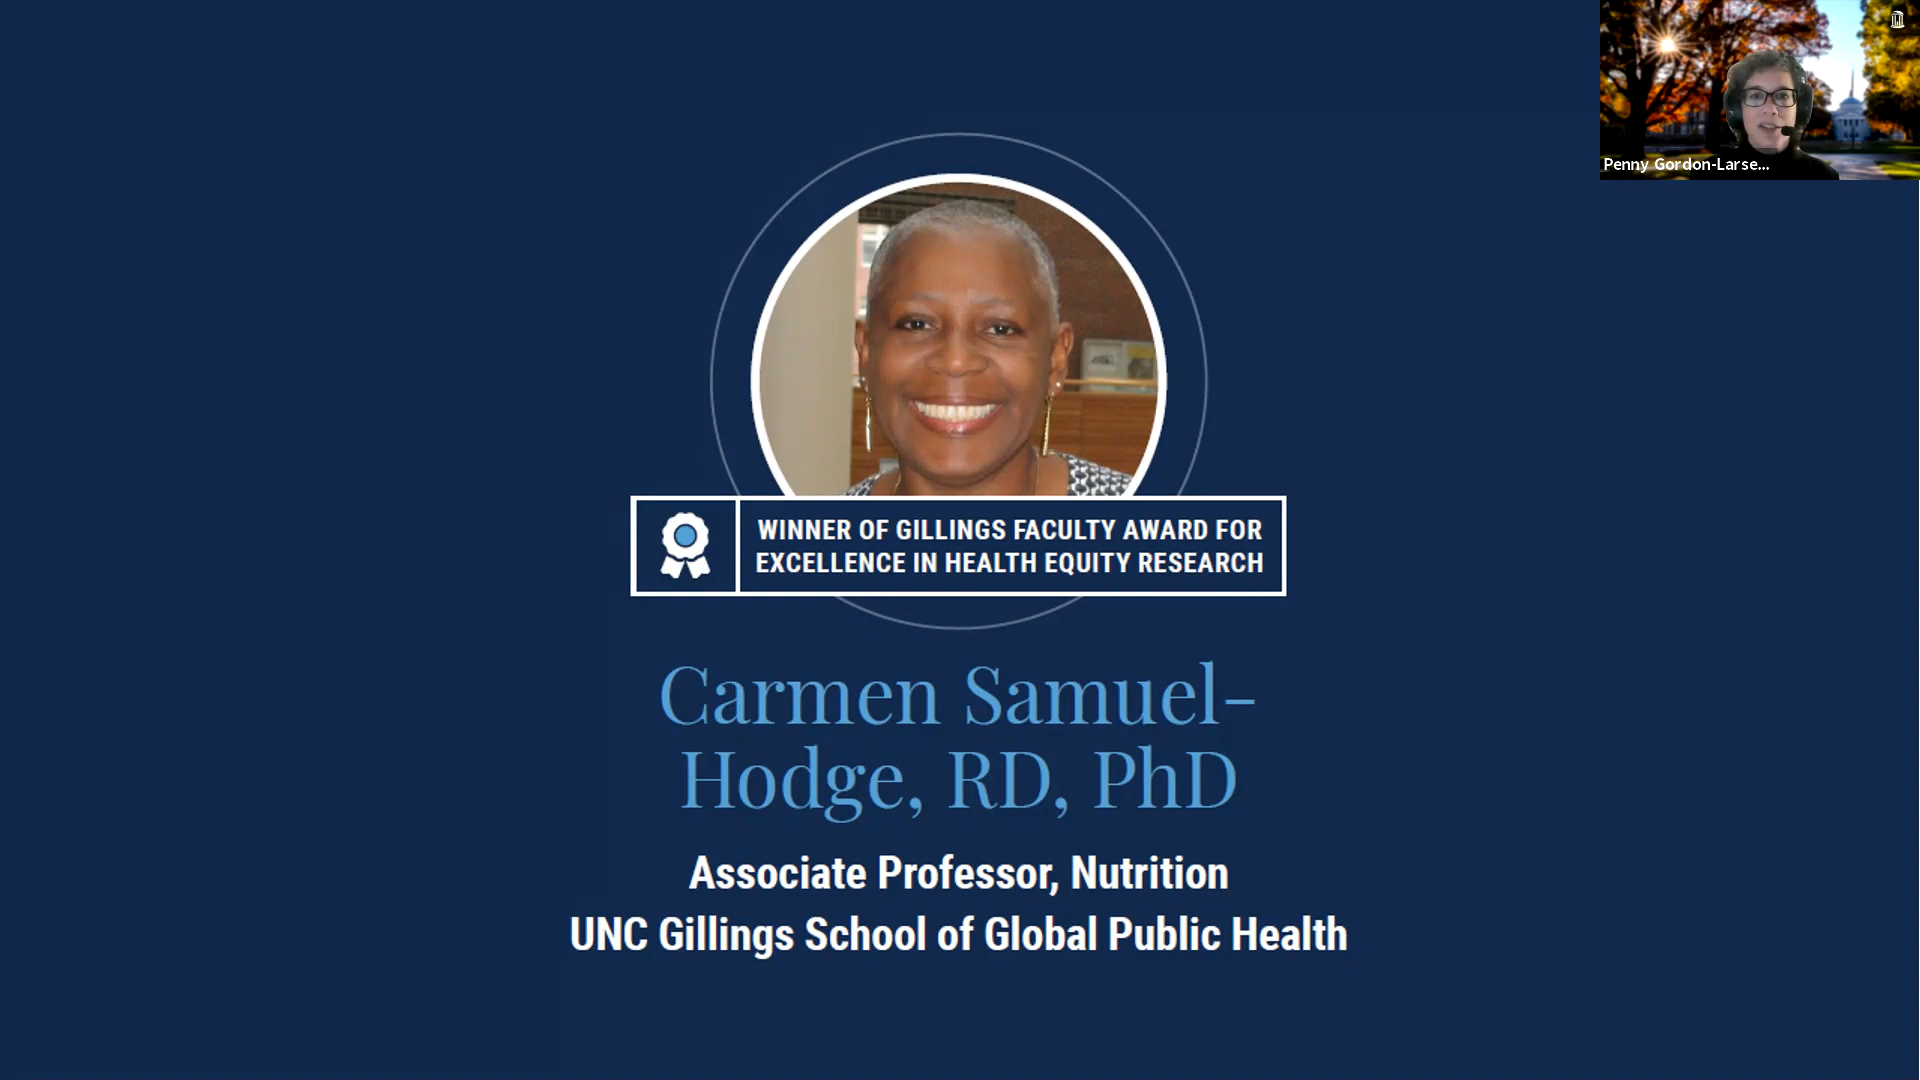 Penny Gordon-Larse...
WINNER OF GILLINGS FACULTY AWARD FOR
EXCELLENCE IN HEALTH EQUITY RESEARCH
Carmen Samuel-
Hodge, RD, PhD
Associate Professor, Nutrition
UNC Gillings School of Global Public Health